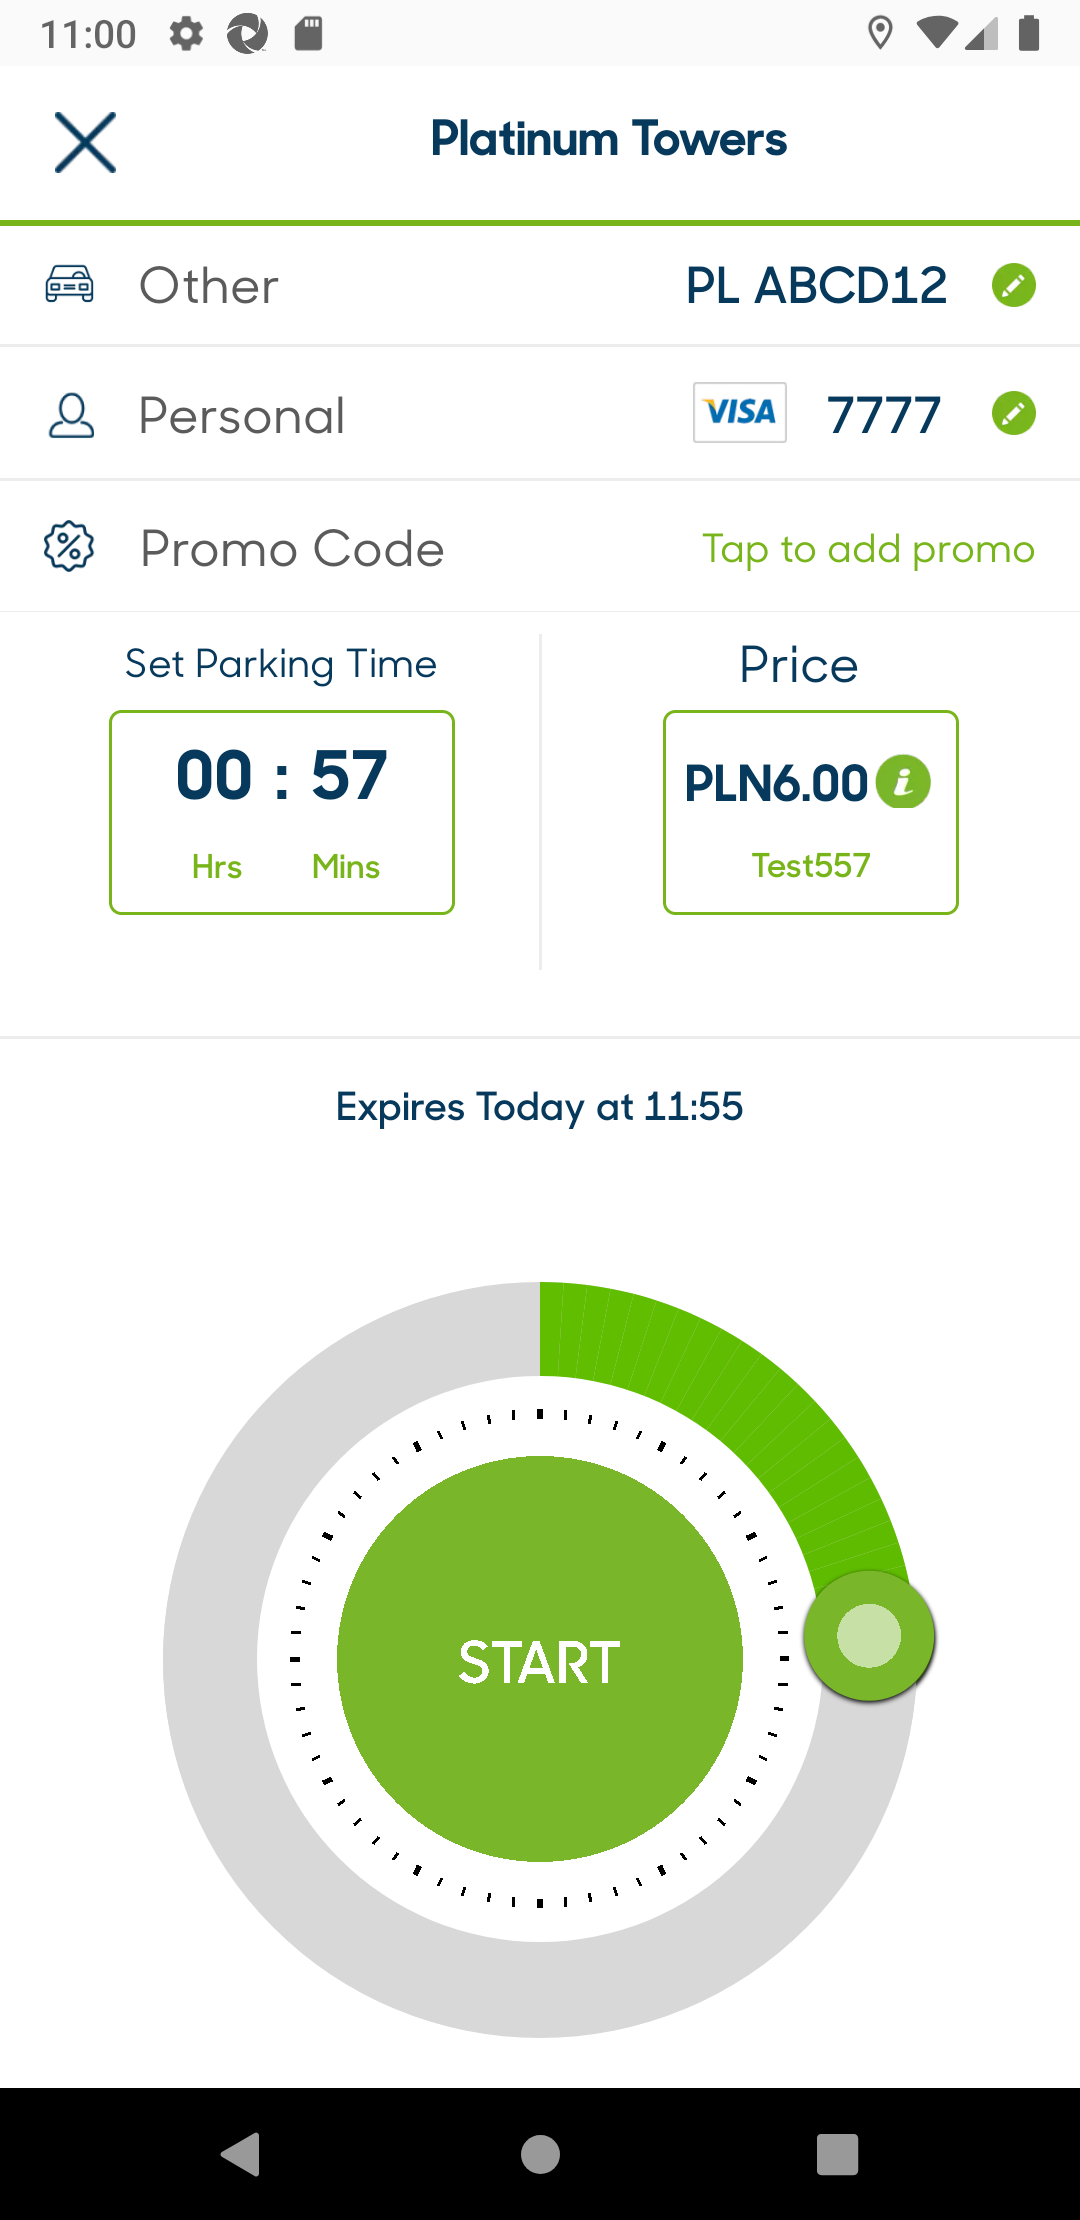 11:00
Platinum Towers
Other PL ABCD12
Personal VISA 7777
Promo Code Tap to add promo
Set Parking Time
00 : 57
Hrs Mins
Price
PLN6.00 i
Test557
Expires Today at 11:55
START